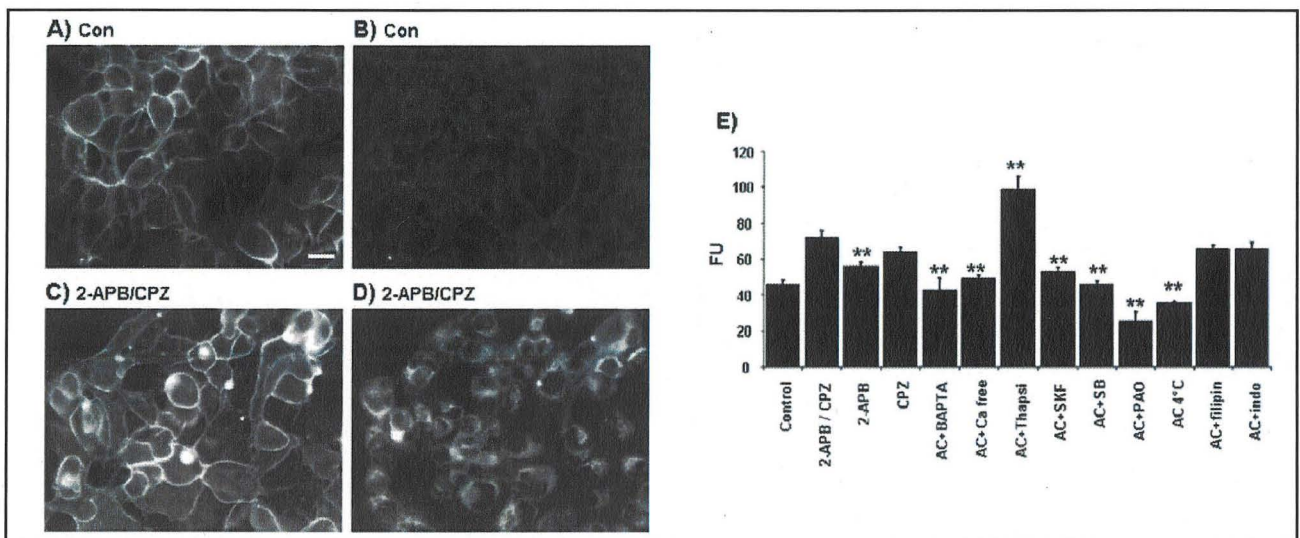 A) Con
B) Con
C) 2-APB/CPZ
D) 2-APB/CPZ
E)
FU
120
100
80
60
40
20
0
**
**
**
**
**
**
**
**
Control
2-APB / CPZ
2-APB
CPZ
AC+BAPTA
AC+Ca free
AC+Thapsi
AC+SKF
AC+SB
AC+PAO
AC 4°C
AC+filipin
AC+indo